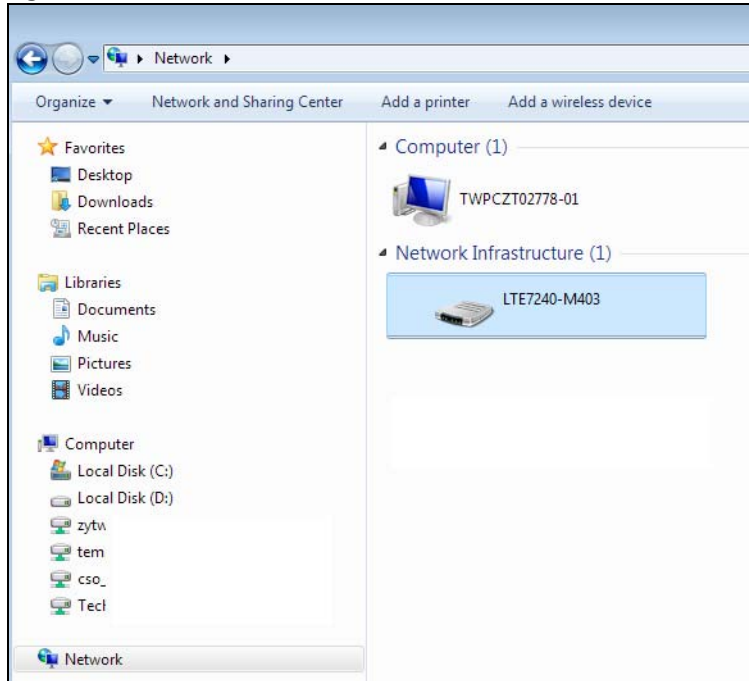 Network
Organize Network and Sharing Center Add a printer Add a wireless device
Favorites
Desktop
Downloads
Recent Places
Libraries
Documents
Music
Pictures
Videos
Computer
Local Disk (C:)
Local Disk (D:)
tem
cso_
Network
Computer (1)
TWPCZT02778-01
Network Infrastructure (1)
LTE7240-M403